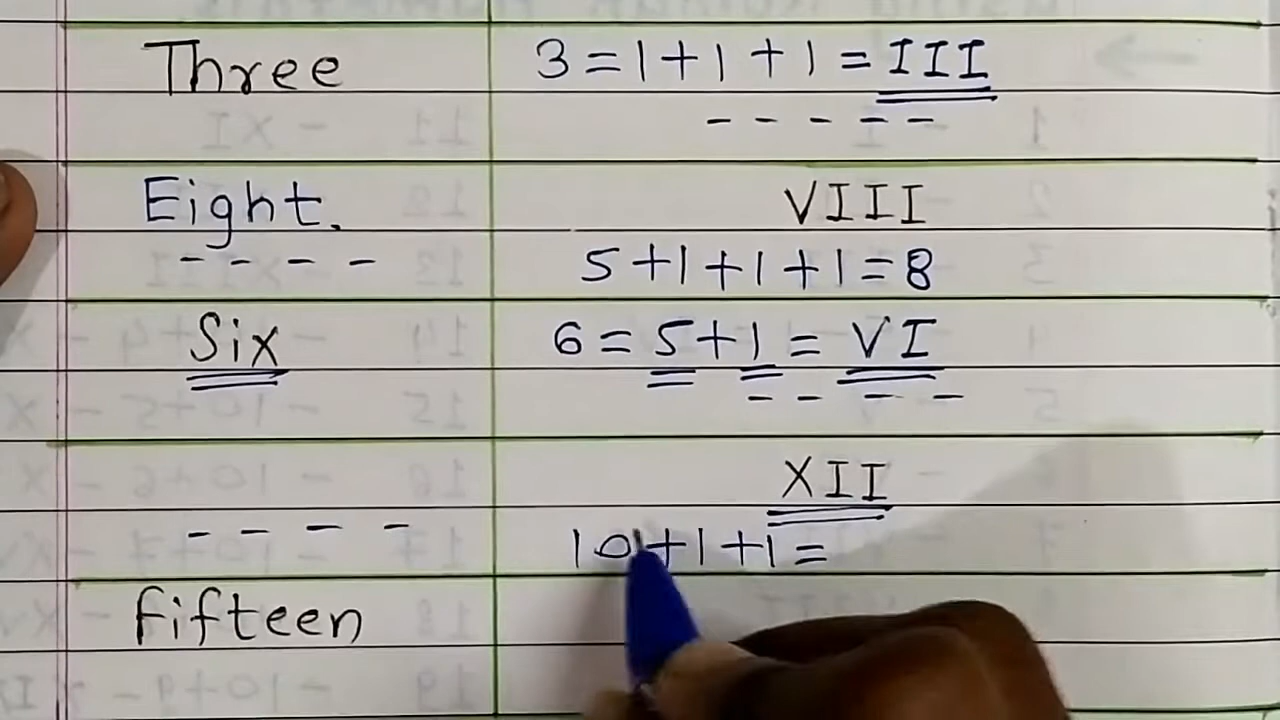 Three 3 = 1 + 1 + 1 = III
- - - - -
Eight. VIII
- - - - 5 + 1 + 1 + 1 = 8
Six 6 = 5 + 1 = VI
- - - -
XII
- - - - 10 + 1 + 1 =
Fifteen